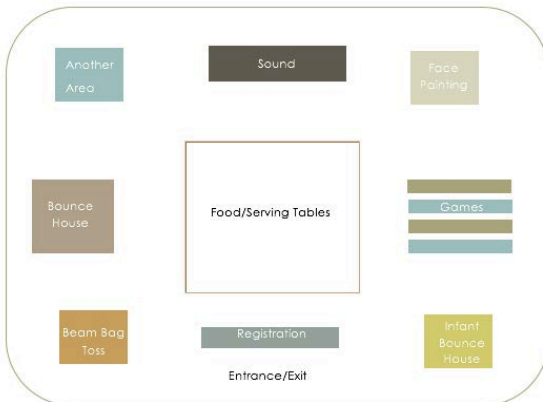 Another
Area
Sound
Face
Painting
Bounce
House
Food/Serving Tables
Games
Beam Bag
Toss
Registration
Infant
Bounce
House
Entrance/Exit